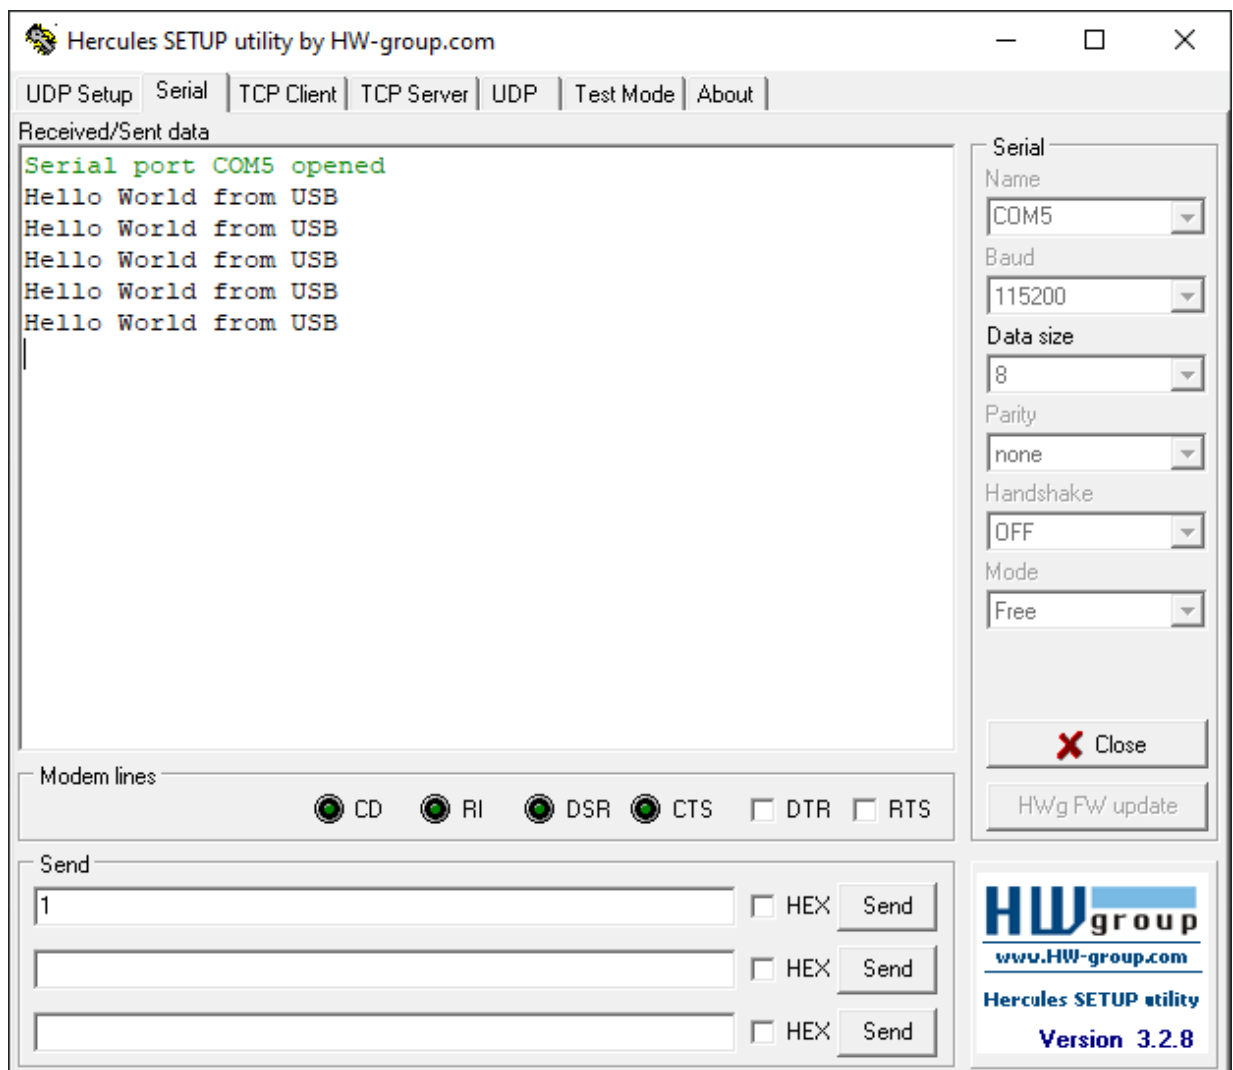 Hercules SETUP utility by HW-group.com
UDP Setup Serial TCP Client TCP Server UDP Test Mode About
Received/Sent data
Serial port COM5 opened
Hello World from USB
Hello World from USB
Hello World from USB
Hello World from USB
Hello World from USB
Serial
Name
COM5
Baud
115200
Data size
8
Parity
none
Handshake
OFF
Mode
Free
Close
HWg FW update
Modem lines
CD RI DSR CTS DTR RTS
Send
1 HEX Send
HEX Send
HEX Send
HW group
www.HW-group.com
Hercules SETUP utility
Version 3.2.8